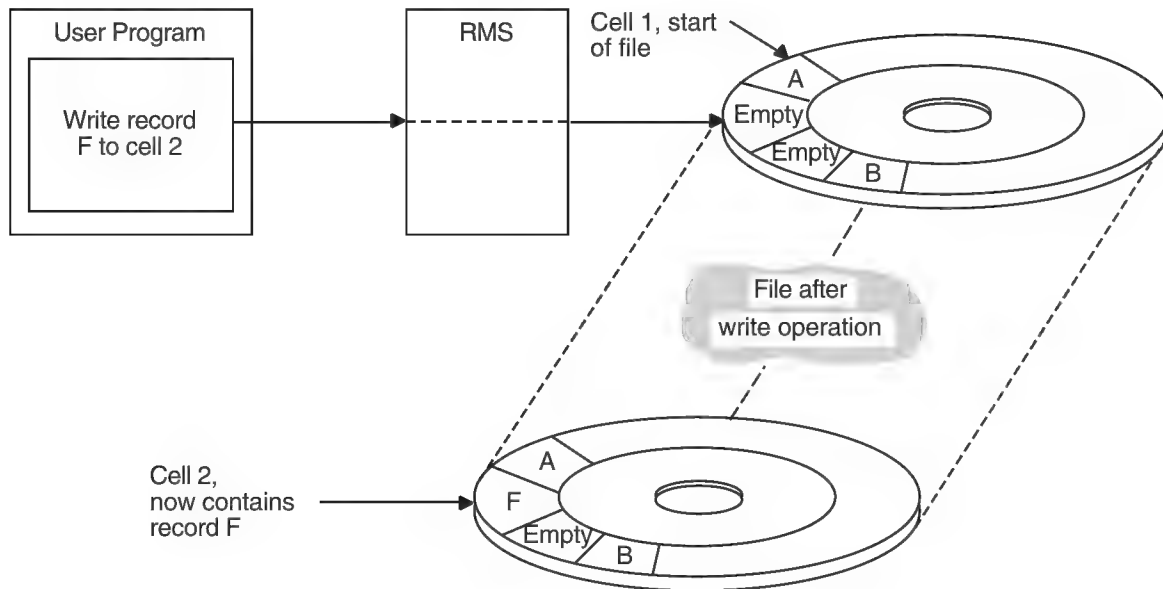 User Program
Write record
F to cell 2
RMS
Cell 1, start
of file
A
Empty
Empty
B
File after
write operation
Cell 2,
now contains
record F
A
F
Empty
B